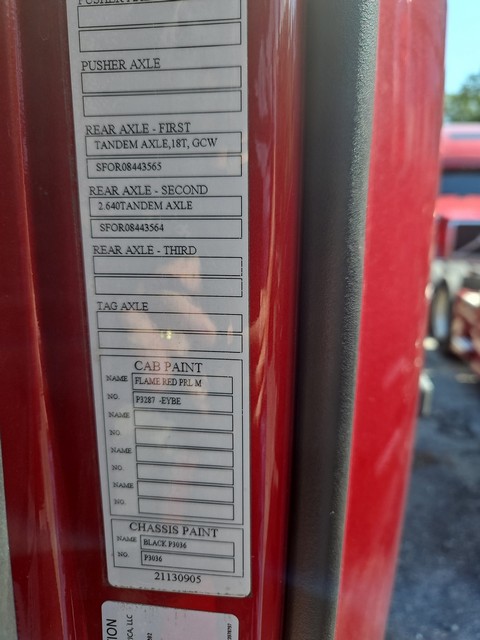 PUSHER AXLE
PUSHER AXLE
REAR AXLE - FIRST
TANDEM AXLE,18T, GCW
SFOR08443565
REAR AXLE - SECOND
2.640TANDEM AXLE
SFOR08443564
REAR AXLE - THIRD
TAG AXLE
CAB PAINT
NAME FLAME RED PRL M
NO. P3287 -EYBE
NAME
NO.
NAME
NO.
NAME
NO.
CHASSIS PAINT
NAME BLACK P3036
NO. P3036
21130905